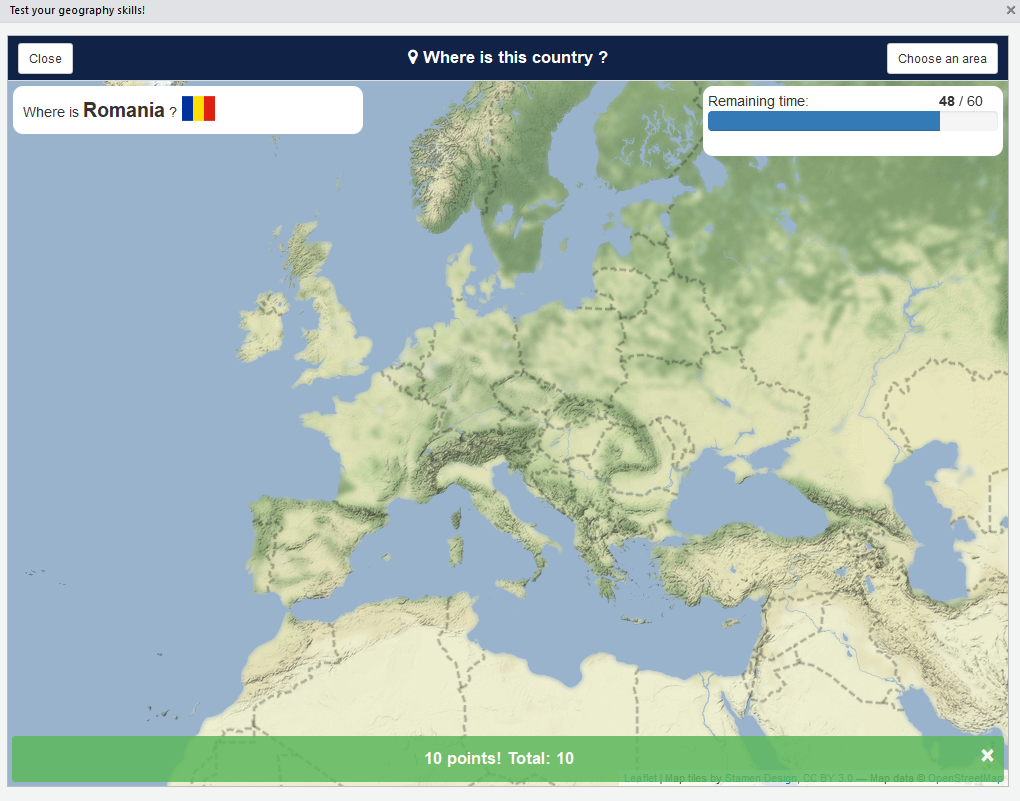 Test your geography skills!
Close
Where is this country ?
Choose an area
Where is Romania ?
Remaining time: 48 / 60
10 points! Total: 10
Leaflet | Map tiles by Stamen Design, CC BY 3.0 — Map data © OpenStreetMap